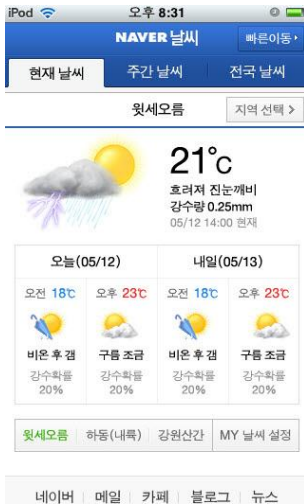 iPod 오후 8:31
NAVER 날씨 빠른이동
현재 날씨 주간 날씨 전국 날씨
윗세오름 지역 선택 >
21°c
흐려져 진눈깨비
강수량 0.25mm
05/12 14:00 현재
오늘(05/12) 내일(05/13)
오전 18℃ 오후 23℃ 오전 18℃ 오후 23℃
비온 후 갬 구름 조금 비온 후 갬 구름 조금
강수확률 강수확률 강수확률 강수확률
20% 20% 20% 20%
윗세오름 하동(내륙) 강원산간 MY 날씨 설정
네이버 | 메일 | 카페 | 블로그 | 뉴스